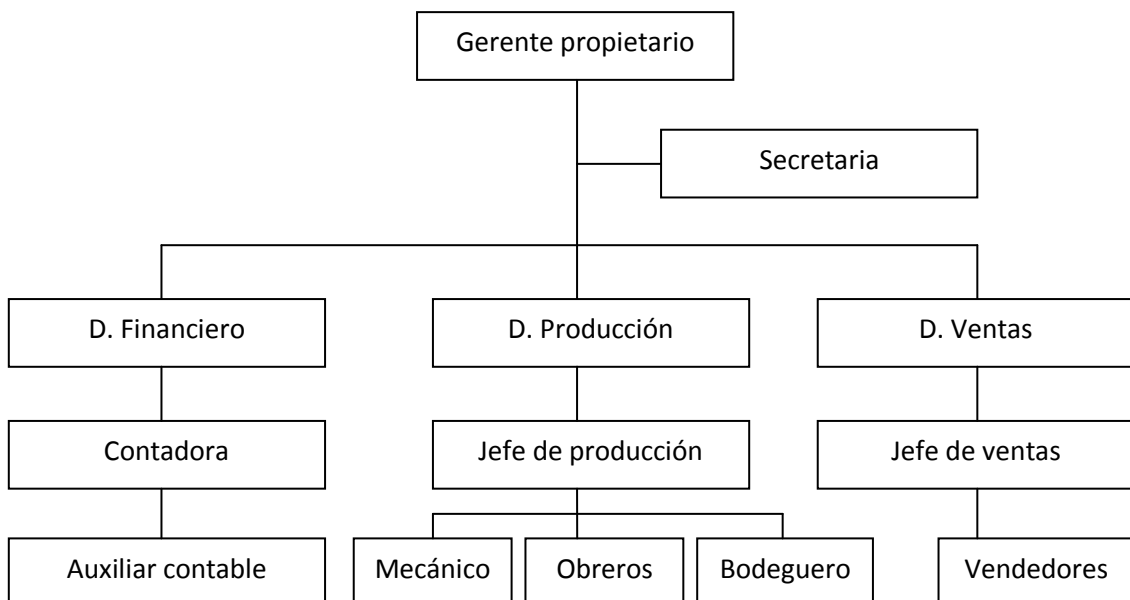 Gerente propietario
Secretaria
D. Financiero
D. Producción
D. Ventas
Contadora
Jefe de producción
Jefe de ventas
Auxiliar contable
Mecánico
Obreros
Bodeguero
Vendedores